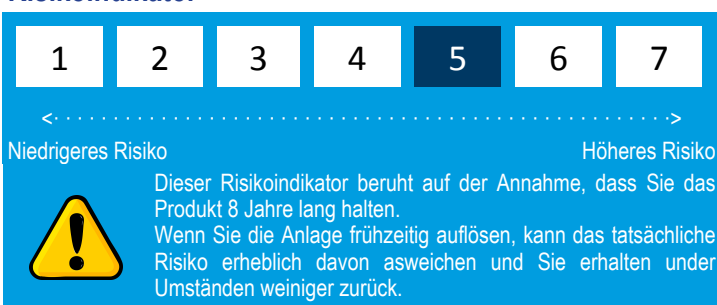 1 2 3 4 5 6 7
<· · · · · · · · · · · · · · · · · · · · · · · · · · · · · · · · · · · · · · · · · · · · · · · · · · · · ·>
Niedrigeres Risiko Höheres Risiko
Dieser Risikoindikator beruht auf der Annahme, dass Sie das
Produkt 8 Jahre lang halten.
Wenn Sie die Anlage frühzeitig auflösen, kann das tatsächliche
Risiko erheblich davon asweichen und Sie erhalten under
Umständen weiniger zurück.